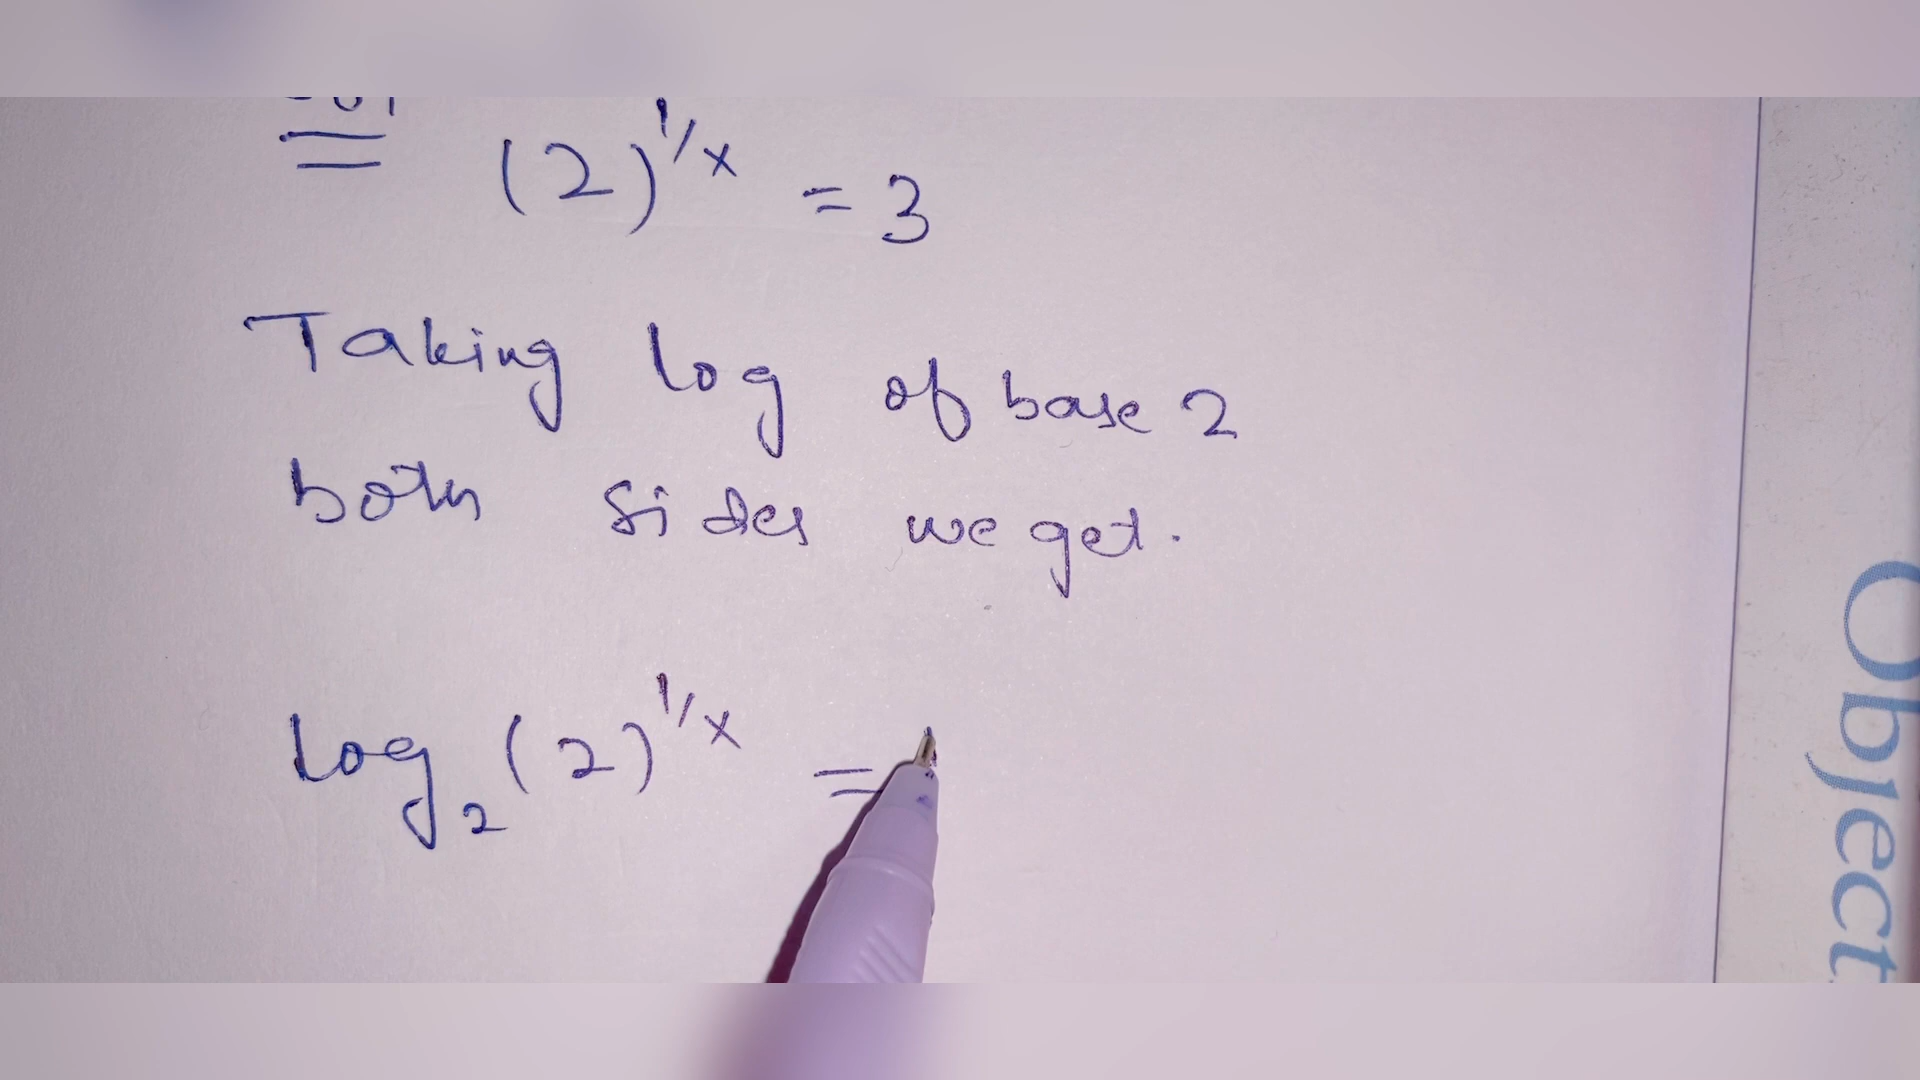 (2)^1/x = 3
Taking log of base 2
both sides we get.
log₂(2)^1/x =
Object